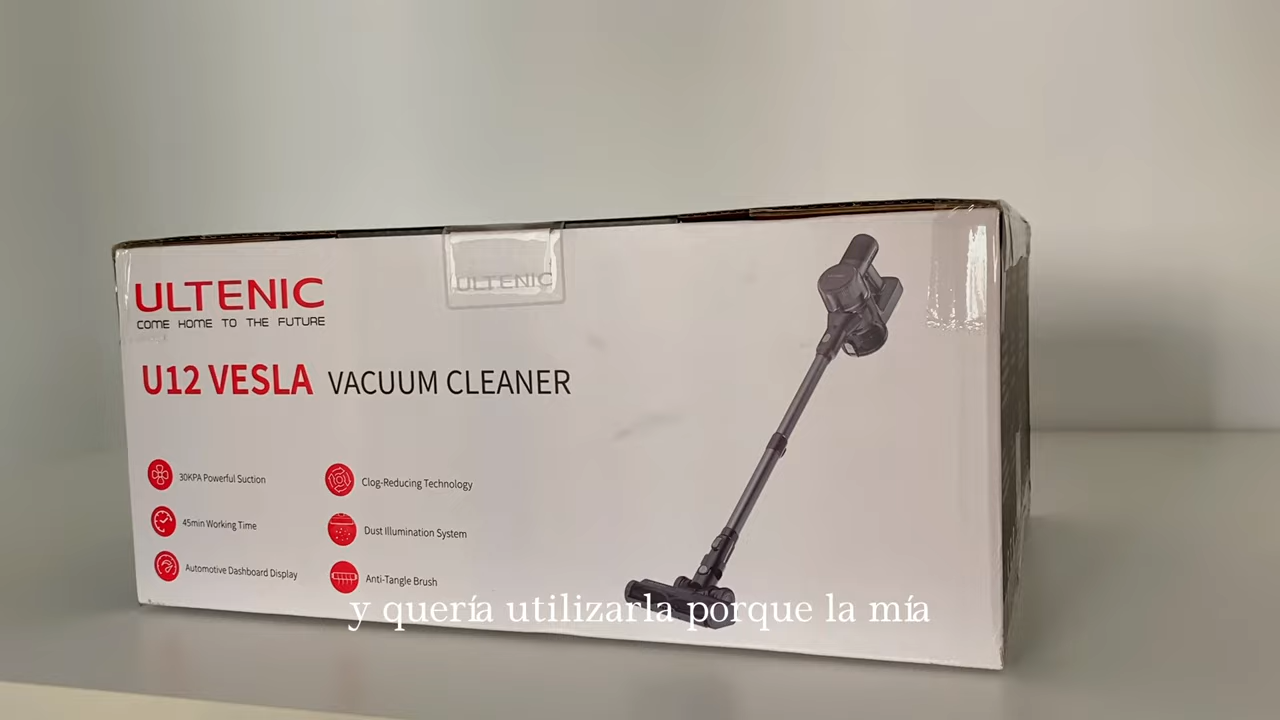 ULTENIC
COME HOME TO THE FUTURE
ULTENIC
U12 VESLA VACUUM CLEANER
30KPA Powerful Suction
Clog-Reducing Technology
45min Working Time
Dust Illumination System
Automotive Dashboard Display
Anti-Tangle Brush
y quería utilizarla porque la mía